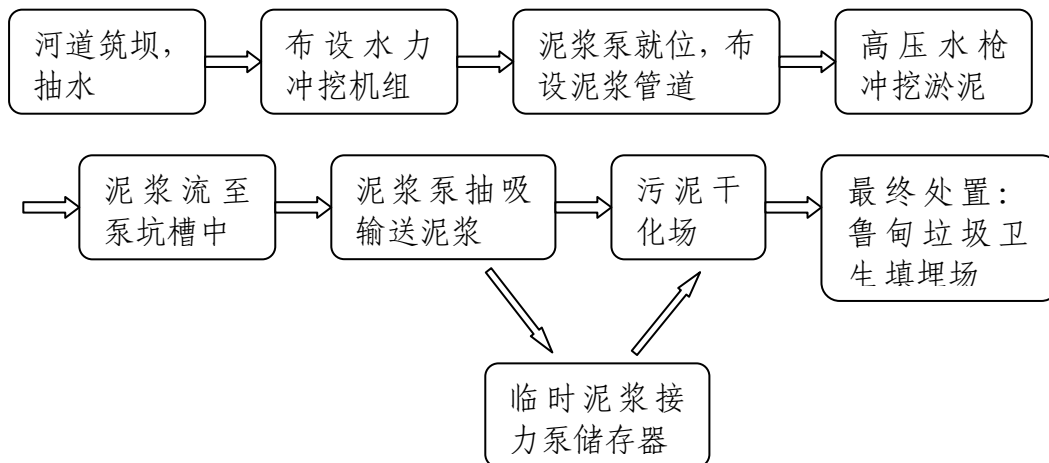 河道筑坝，
抽水
布设水力
冲挖机组
泥浆泵就位，布
设泥浆管道
高压水枪
冲挖淤泥
泥浆流至
泵坑槽中
泥浆泵抽吸
输送泥浆
污泥干
化场
最终处置：
鲁甸垃圾卫
生填埋场
临时泥浆接
力泵储存器